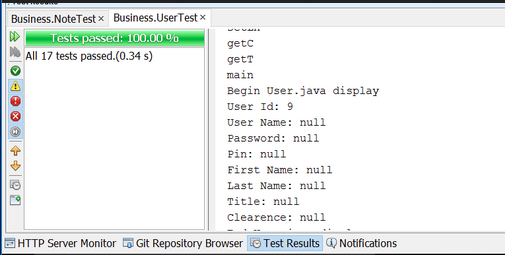 Business.NoteTest × Business.UserTest ×
Tests passed: 100.00 %
All 17 tests passed.(0.34 s)
getC
getT
main
Begin User.java display
User Id: 9
User Name: null
Password: null
Pin: null
First Name: null
Last Name: null
Title: null
Clearence: null
HTTP Server Monitor Git Repository Browser Test Results Notifications